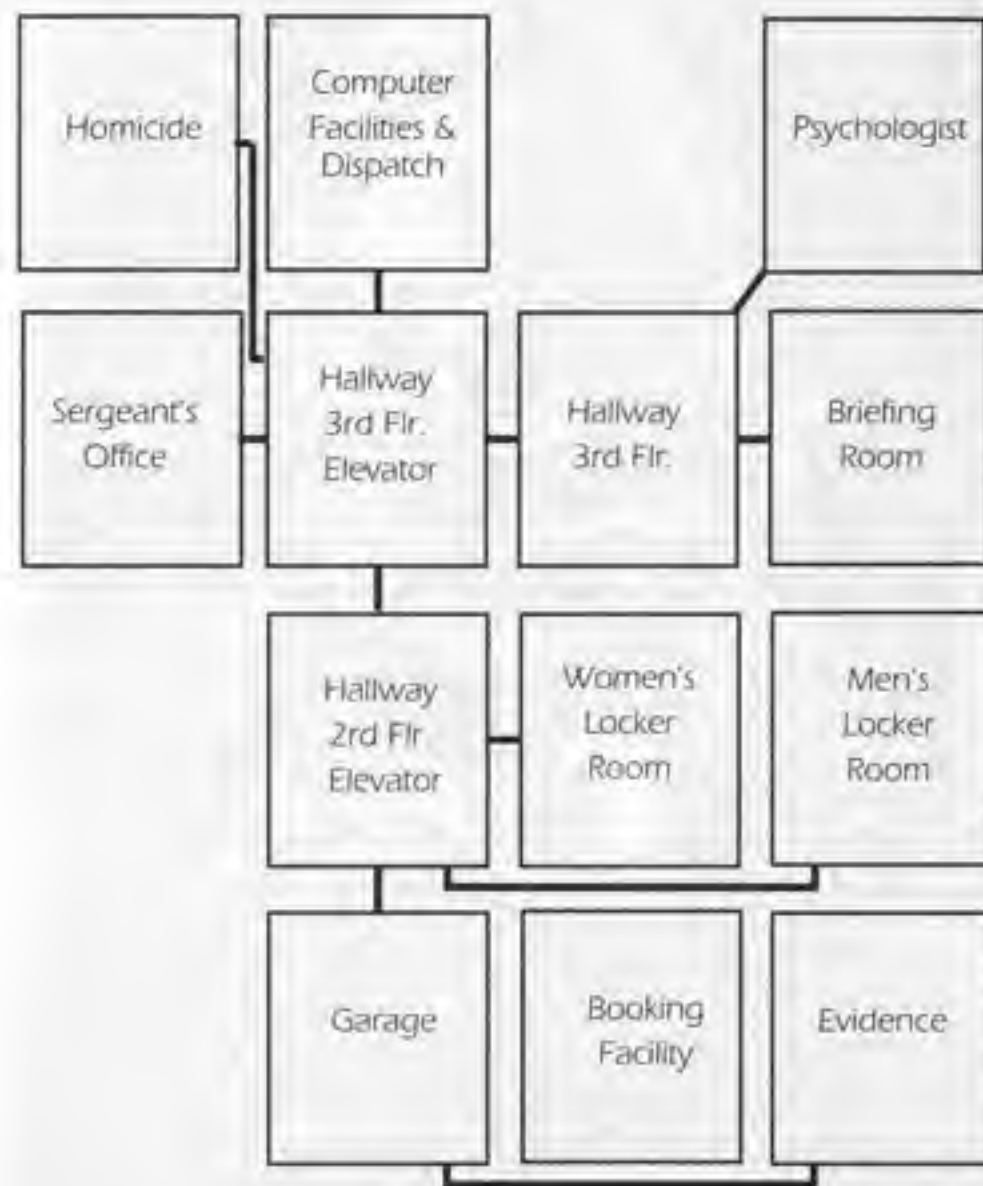 Homicide
Computer
Facilities &
Dispatch
Psychologist
Sergeant's
Office
Hallway
3rd Flr.
Elevator
Hallway
3rd Flr.
Briefing
Room
Hallway
2rd Flr
Elevator
Women's
Locker
Room
Men's
Locker
Room
Garage
Booking
Facility
Evidence